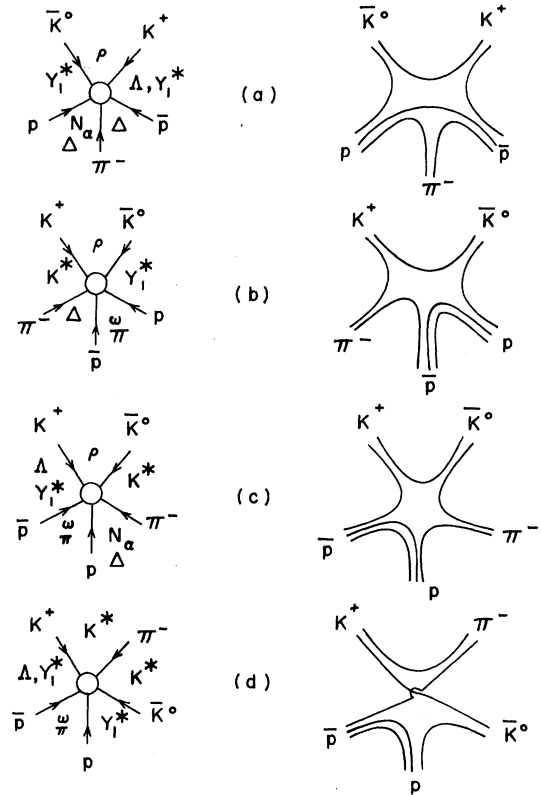 K̄° K⁺ K̄° K⁺
ρ
Y₁* Λ, Y₁*
(a)
p N_α Δ p̄ p p̄
Δ
π⁻ π⁻
K⁺ K̄° K⁺ K̄°
ρ
K* Y₁*
(b)
π⁻ Δ ω p π⁻ p
π
p̄ p̄
K⁺ K̄° K⁺ K̄°
ρ
Λ K*
Y₁* (c)
p̄ ω π⁻ p̄ π⁻
π N_α
p Δ p
K⁺ K* π⁻ K⁺ π⁻
Λ, Y₁* K*
(d)
p̄ ω Y₁* K̄° p̄ K̄°
π
p p